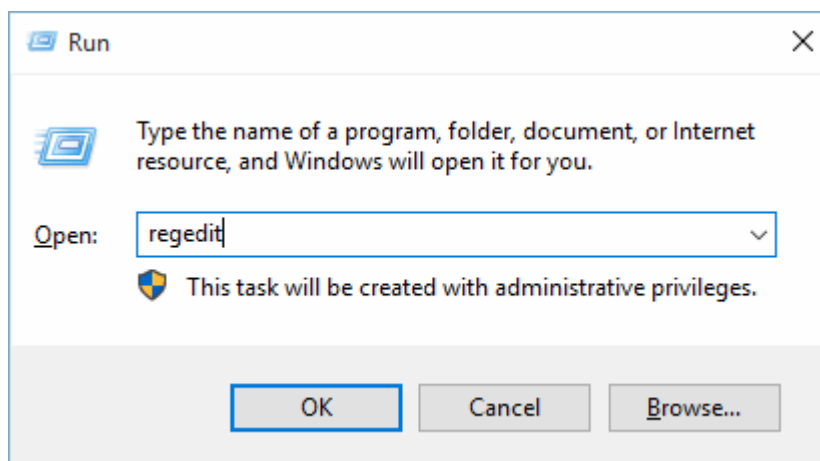 Run
Type the name of a program, folder, document, or Internet
resource, and Windows will open it for you.
Open: regedit
This task will be created with administrative privileges.
OK Cancel Browse...